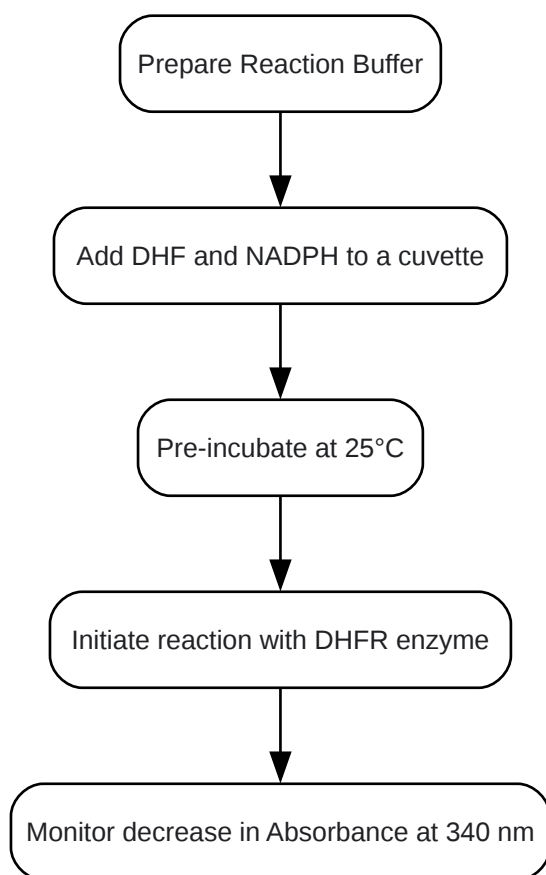 Prepare Reaction Buffer
Add DHF and NADPH to a cuvette
Pre-incubate at 25°C
Initiate reaction with DHFR enzyme
Monitor decrease in Absorbance at 340 nm